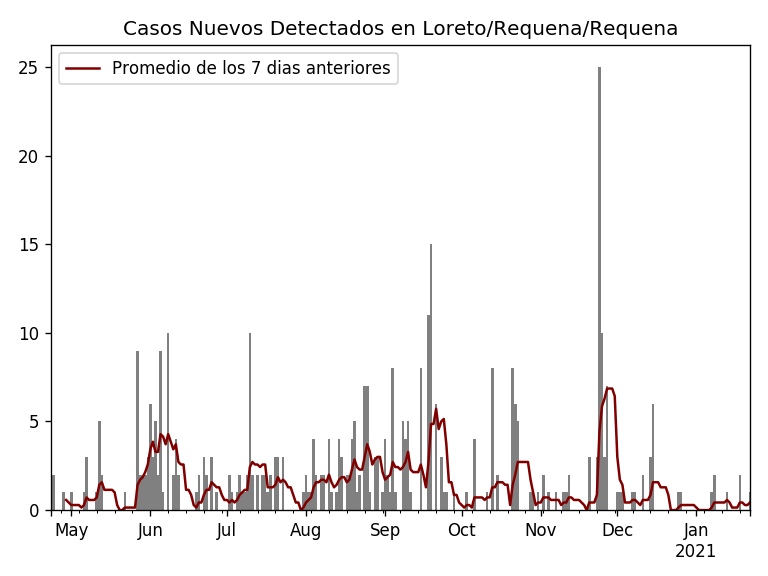 Casos Nuevos Detectados en Loreto/Requena/Requena
Promedio de los 7 dias anteriores
25
20
15
10
5
0
May Jun Jul Aug Sep Oct Nov Dec Jan
2021